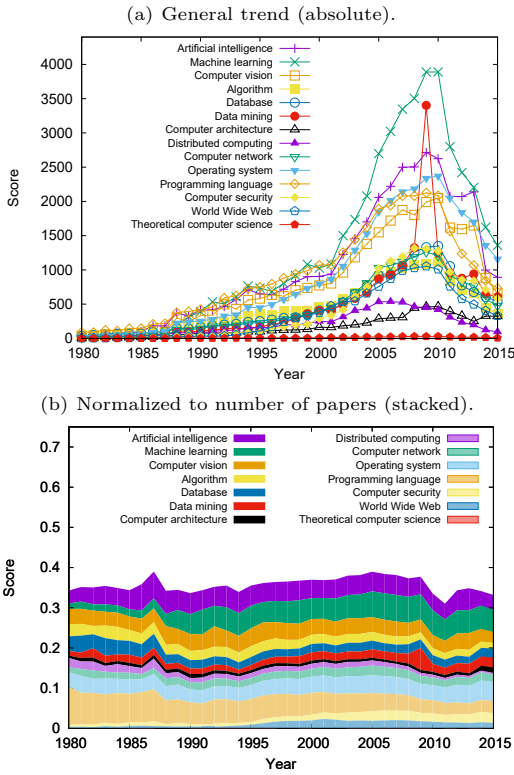 (a) General trend (absolute).
Artificial intelligence
Machine learning
Computer vision
Algorithm
Database
Data mining
Computer architecture
Distributed computing
Computer network
Operating system
Programming language
Computer security
World Wide Web
Theoretical computer science
4000
3500
3000
2500
2000
1500
1000
500
0
Score
1980 1985 1990 1995 2000 2005 2010 2015
Year
(b) Normalized to number of papers (stacked).
Artificial intelligence
Machine learning
Computer vision
Algorithm
Database
Data mining
Computer architecture
Distributed computing
Computer network
Operating system
Programming language
Computer security
World Wide Web
Theoretical computer science
0.7
0.6
0.5
0.4
0.3
0.2
0.1
0
Score
1980 1985 1990 1995 2000 2005 2010 2015
Year